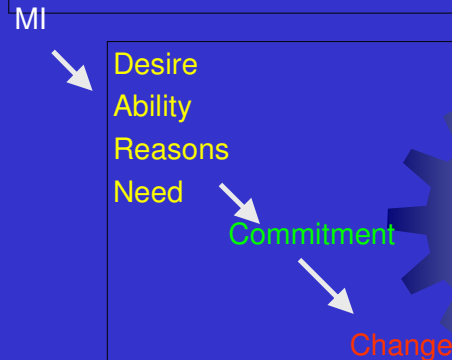 MI
Desire
Ability
Reasons
Need
Commitment
Change